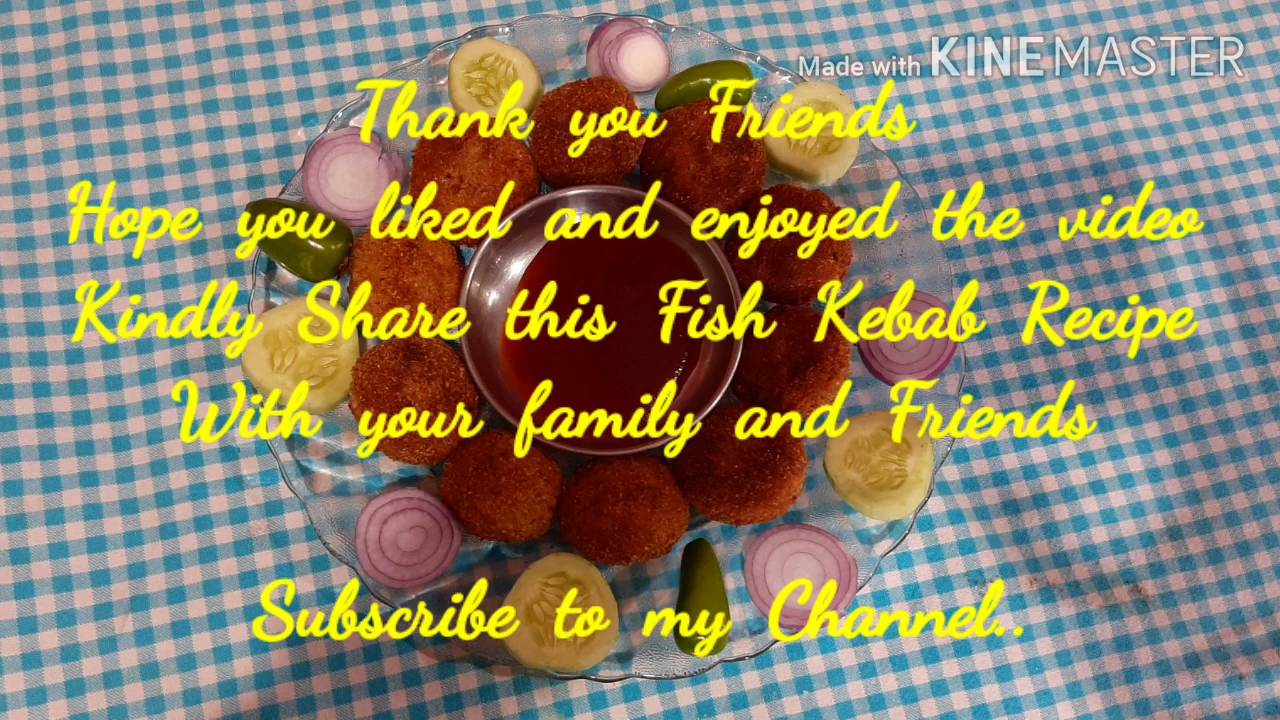 Made with KINEMASTER
Thank you Friends
Hope you liked and enjoyed the video
Kindly Share this Fish Kebab Recipe
With your family and Friends
Subscribe to my Channel..